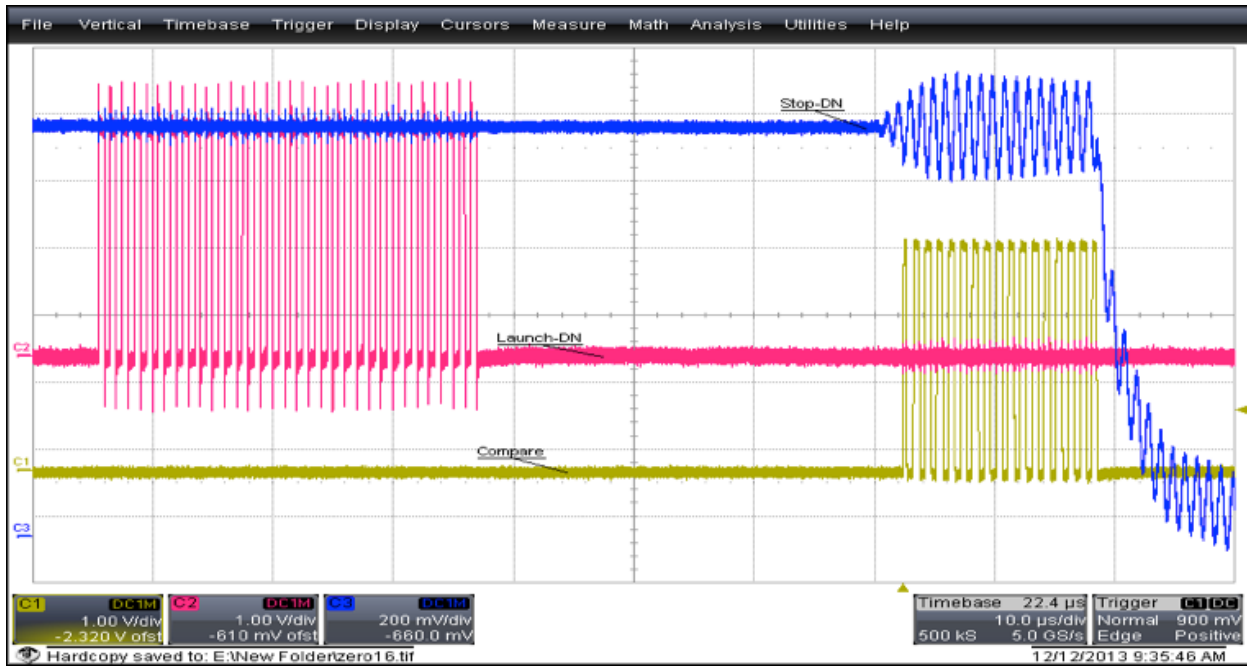 File Vertical Timebase Trigger Display Cursors Measure Math Analysis Utilities Help
Stop-DN
Launch-DN
C2
Compare
C1
C3
C1 DC1M C2 DC1M C3 DC1M Timebase 22.4 µs Trigger C1 DC
1.00 V/div 1.00 V/div 200 mV/div 10.0 µs/div Normal 900 mV
-2.320 V ofst -610 mV ofst -660.0 mV 500 kS 5.0 GS/s Edge Positive
Hardcopy saved to: E:\New Folder\zero16.tif 12/12/2013 9:35:46 AM